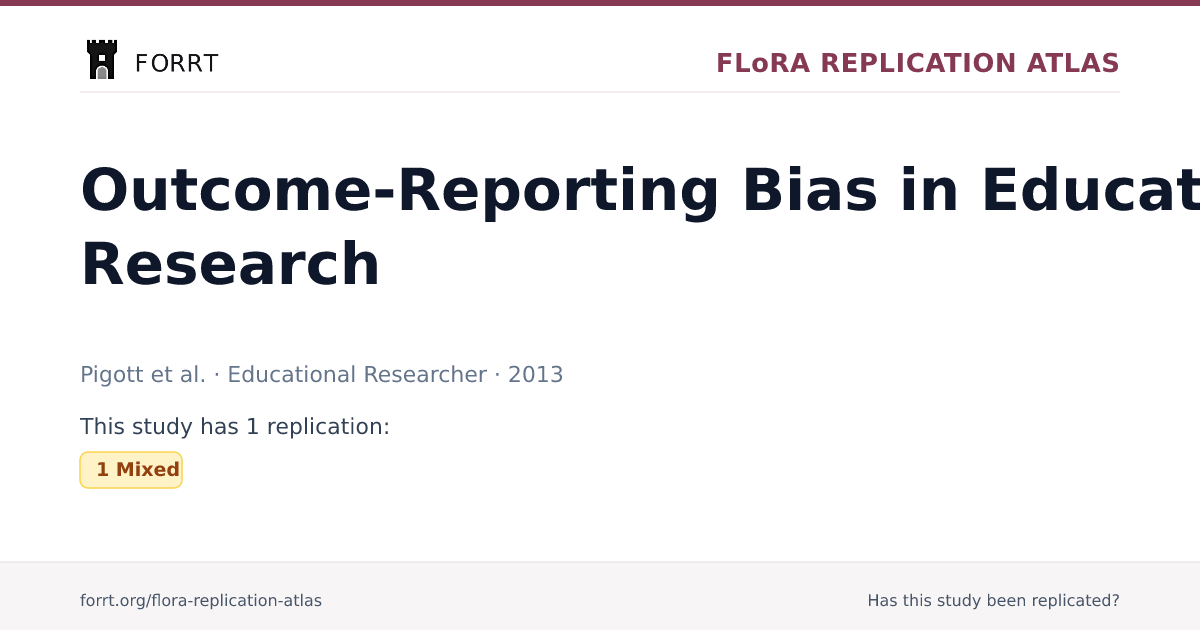 FORRT
FLoRA REPLICATION ATLAS
Outcome-Reporting Bias in Educat
Research
Pigott et al. · Educational Researcher · 2013
This study has 1 replication:
1 Mixed
forrt.org/flora-replication-atlas
Has this study been replicated?